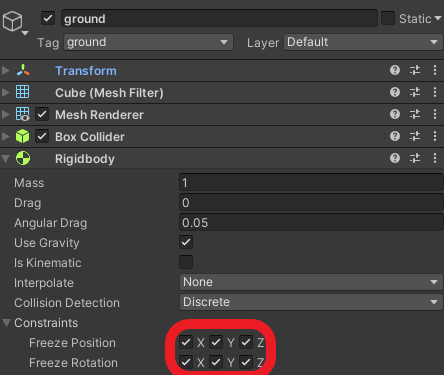 ground Static
Tag ground Layer Default
Transform
Cube (Mesh Filter)
Mesh Renderer
Box Collider
Rigidbody
Mass 1
Drag 0
Angular Drag 0.05
Use Gravity
Is Kinematic
Interpolate None
Collision Detection Discrete
Constraints
Freeze Position X Y Z
Freeze Rotation X Y Z